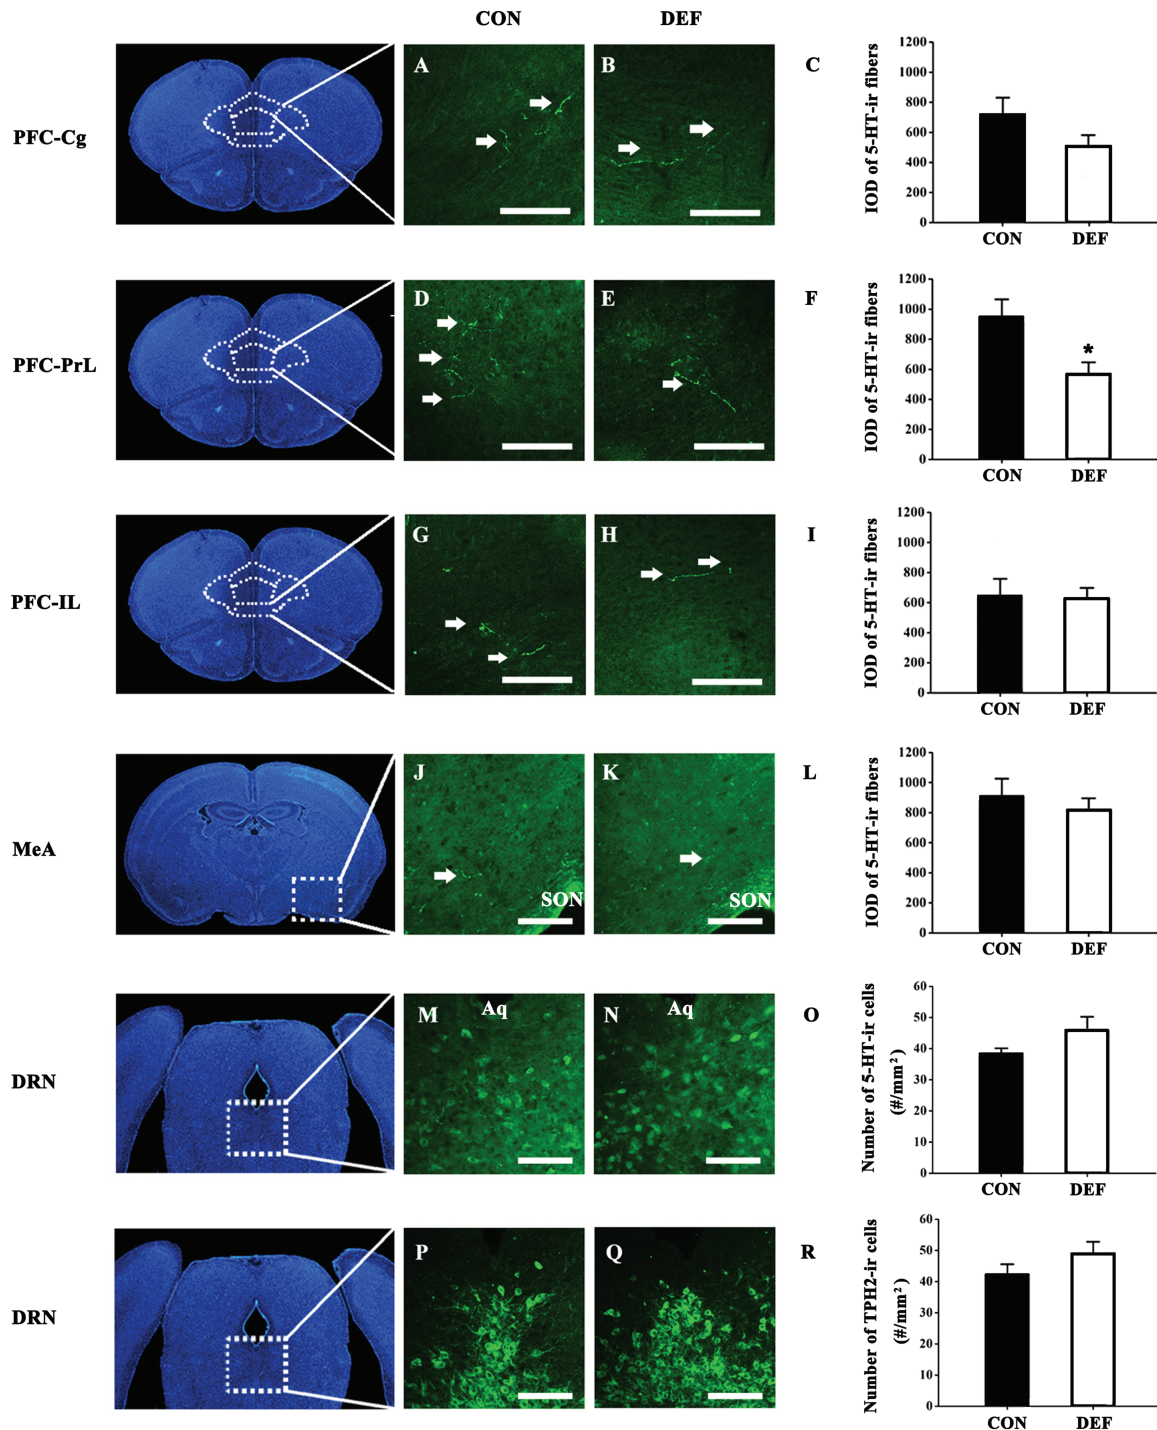 CON DEF
PFC-Cg
A
B
C
IOD of 5-HT-ir fibers
1200
1000
800
600
400
200
0
CON DEF
PFC-PrL
D
E
F
IOD of 5-HT-ir fibers
1200
1000
800
600
400
200
0
*
CON DEF
PFC-IL
G
H
I
IOD of 5-HT-ir fibers
1200
1000
800
600
400
200
0
CON DEF
MeA
J
SON
K
SON
L
IOD of 5-HT-ir fibers
1200
1000
800
600
400
200
0
CON DEF
DRN
M
Aq
N
Aq
O
Number of 5-HT-ir cells
(#/mm²)
60
50
40
30
20
10
0
CON DEF
DRN
P
Q
R
Number of TPH2-ir cells
(#/mm²)
60
50
40
30
20
10
0
CON DEF